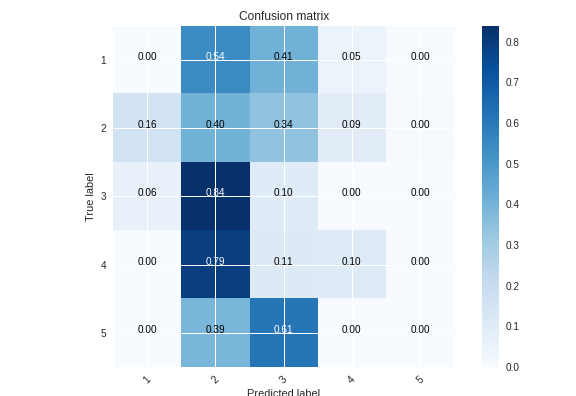 Confusion matrix
True label
1 0.00 0.54 0.41 0.05 0.00
2 0.16 0.40 0.34 0.09 0.00
3 0.06 0.84 0.10 0.00 0.00
4 0.00 0.79 0.11 0.10 0.00
5 0.00 0.39 0.61 0.00 0.00
1 2 3 4 5
Predicted label
0.8
0.7
0.6
0.5
0.4
0.3
0.2
0.1
0.0